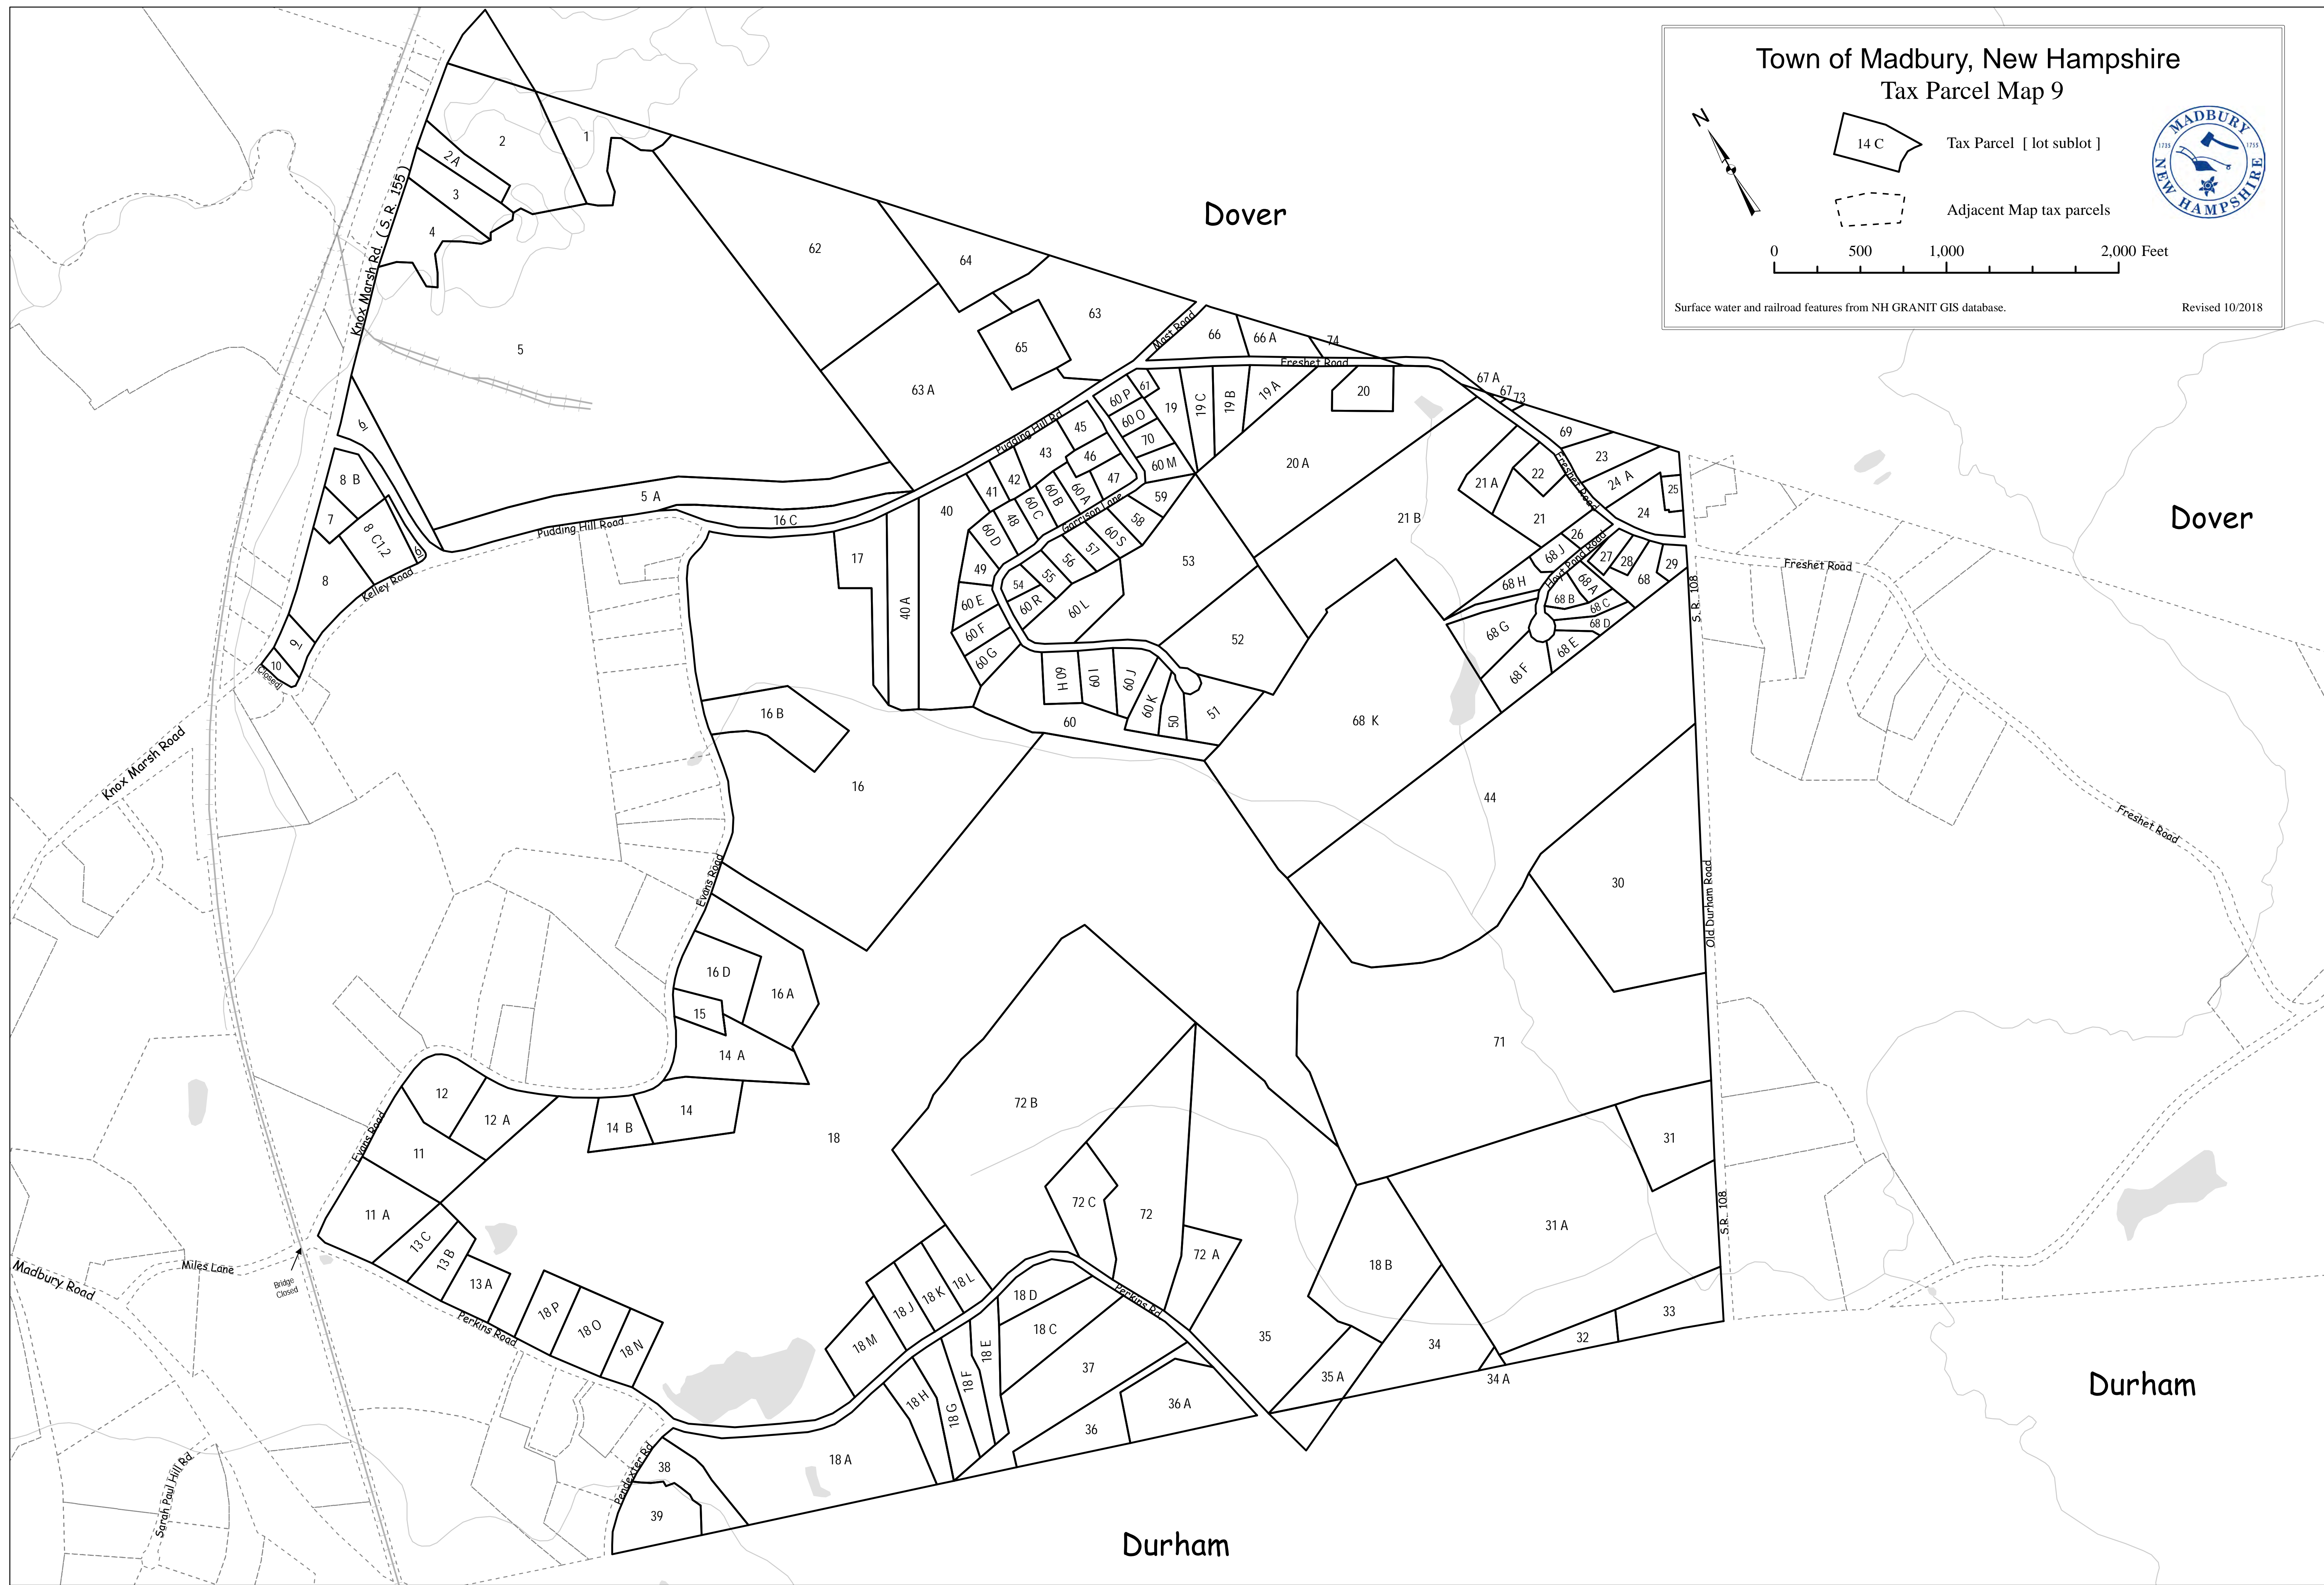 Town of Madbury, New Hampshire
Tax Parcel Map 9
N
14 C
Tax Parcel [ lot sublot ]
Adjacent Map tax parcels
MADBURY
1755
1755
NEW HAMPSHIRE
0
500
1,000
2,000 Feet
Surface water and railroad features from NH GRANIT GIS database.
Revised 10/2018
Dover
Dover
Durham
Durham
Knox Marsh Rd. ( S. R. 155 )
1
2
2 A
3
4
5
62
64
63
65
63 A
Mast Road
66
66 A
74
Freshet Road
67 A
67
73
69
23
24 A
25
24
6
8 B
7
8 C1.2
6
8
Kelley Road
9
10
(Closed)
5 A
Pudding Hill Road
16 C
Pudding Hill Rd
17
40
40 A
41
42
43
45
46
47
60 P
67
60 O
70
60 M
19
19 C
19 B
19 A
20
20 A
21 A
22
21
21 B
Freshet Road
26
27
28
29
Hoyt Pond Road
68 J
68 H
68 A
68
68 B
68 C
68 D
68 E
68 F
68 G
68 K
S.R. 108
Freshet Road
Freshet Road
48
60 C
60 B
60 A
Garrison Lane
59
58
60 S
57
56
55
54
60 R
60 D
49
60 E
60 F
60 G
60 L
53
52
60 H
60 I
60 J
60 K
50
51
60
16 B
16
Evans Road
Knox Marsh Road
44
30
Old Durham Road
16 D
16 A
15
14 A
14
14 B
12
12 A
11
11 A
Evans Road
13 C
13 B
13 A
18
72 B
72 C
72
72 A
71
31
31 A
S.R. 108
18 B
33
32
34
34 A
35
35 A
Madbury Road
Miles Lane
Bridge
Closed
Perkins Road
18 P
18 O
18 N
18 M
18 J
18 K
18 L
18 D
18 C
18 E
18 F
18 G
18 H
Perkins Rd
37
36 A
36
18 A
38
39
Pendexter Rd
Sarah Paul Hill Rd